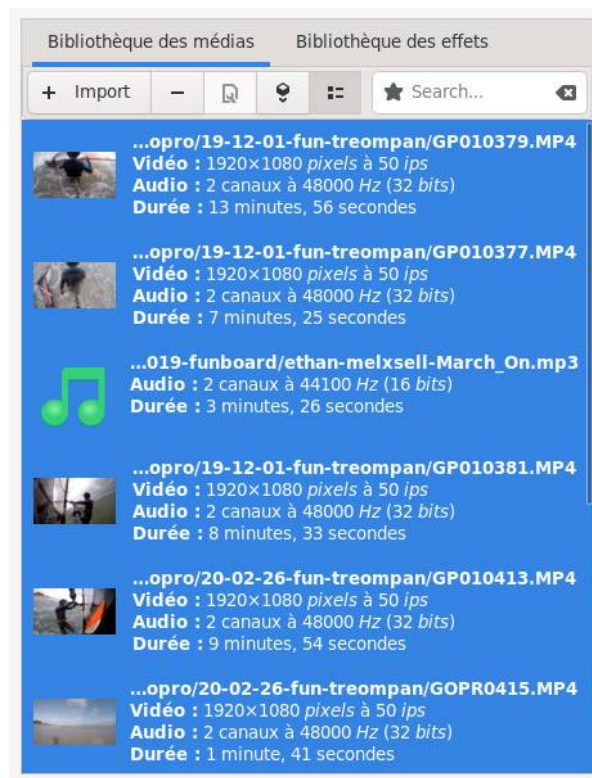 Bibliothèque des médias Bibliothèque des effets
+ Import − Search...
...opro/19-12-01-fun-treompan/GP010379.MP4
Vidéo : 1920×1080 pixels à 50 ips
Audio : 2 canaux à 48000 Hz (32 bits)
Durée : 13 minutes, 56 secondes
...opro/19-12-01-fun-treompan/GP010377.MP4
Vidéo : 1920×1080 pixels à 50 ips
Audio : 2 canaux à 48000 Hz (32 bits)
Durée : 7 minutes, 25 secondes
...019-funboard/ethan-melxsell-March_On.mp3
Audio : 2 canaux à 44100 Hz (16 bits)
Durée : 3 minutes, 26 secondes
...opro/19-12-01-fun-treompan/GP010381.MP4
Vidéo : 1920×1080 pixels à 50 ips
Audio : 2 canaux à 48000 Hz (32 bits)
Durée : 8 minutes, 33 secondes
...opro/20-02-26-fun-treompan/GP010413.MP4
Vidéo : 1920×1080 pixels à 50 ips
Audio : 2 canaux à 48000 Hz (32 bits)
Durée : 9 minutes, 54 secondes
...opro/20-02-26-fun-treompan/GOPR0415.MP4
Vidéo : 1920×1080 pixels à 50 ips
Audio : 2 canaux à 48000 Hz (32 bits)
Durée : 1 minute, 41 secondes